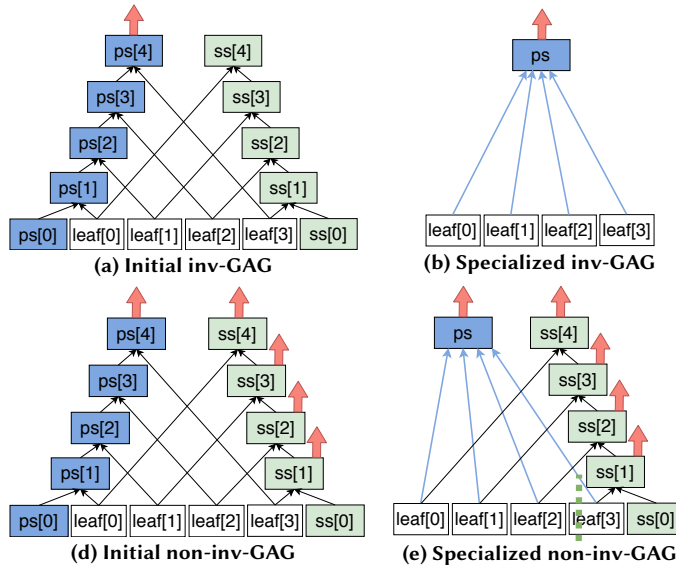 ps[4] ss[4] ps
ps[3] ss[3]
ps[2] ss[2]
ps[1] ss[1]
ps[0] leaf[0] leaf[1] leaf[2] leaf[3] ss[0] leaf[0] leaf[1] leaf[2] leaf[3]
(a) Initial inv-GAG (b) Specialized inv-GAG
ps[4] ss[4] ps ss[4]
ps[3] ss[3] ss[3]
ps[2] ss[2] ss[2]
ps[1] ss[1] ss[1]
ps[0] leaf[0] leaf[1] leaf[2] leaf[3] ss[0] leaf[0] leaf[1] leaf[2] leaf[3] ss[0]
(d) Initial non-inv-GAG (e) Specialized non-inv-GAG